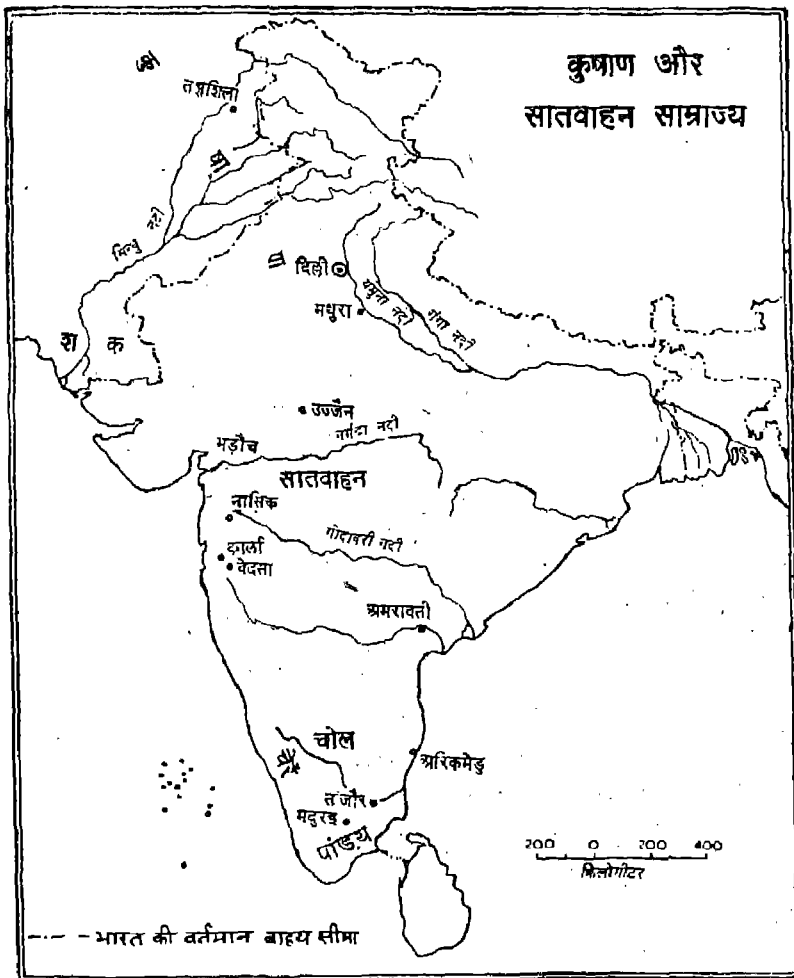 कुषाण और
सातवाहन साम्राज्य
कु
तक्षशिला
षा
सिन्धु नदी
ण
दिल्ली
यमुना नदी
गंगा नदी
मथुरा
श क
उज्जैन
नर्मदा नदी
भड़ौच
सातवाहन
नासिक
गोदावरी नदी
कार्ला
वेदसा
अमरावती
चोल
चेर
अरिकमेडु
तंजौर
मदुरई
पांड्य
200 0 200 400
किलोमीटर
भारत की वर्तमान बाह्य सीमा